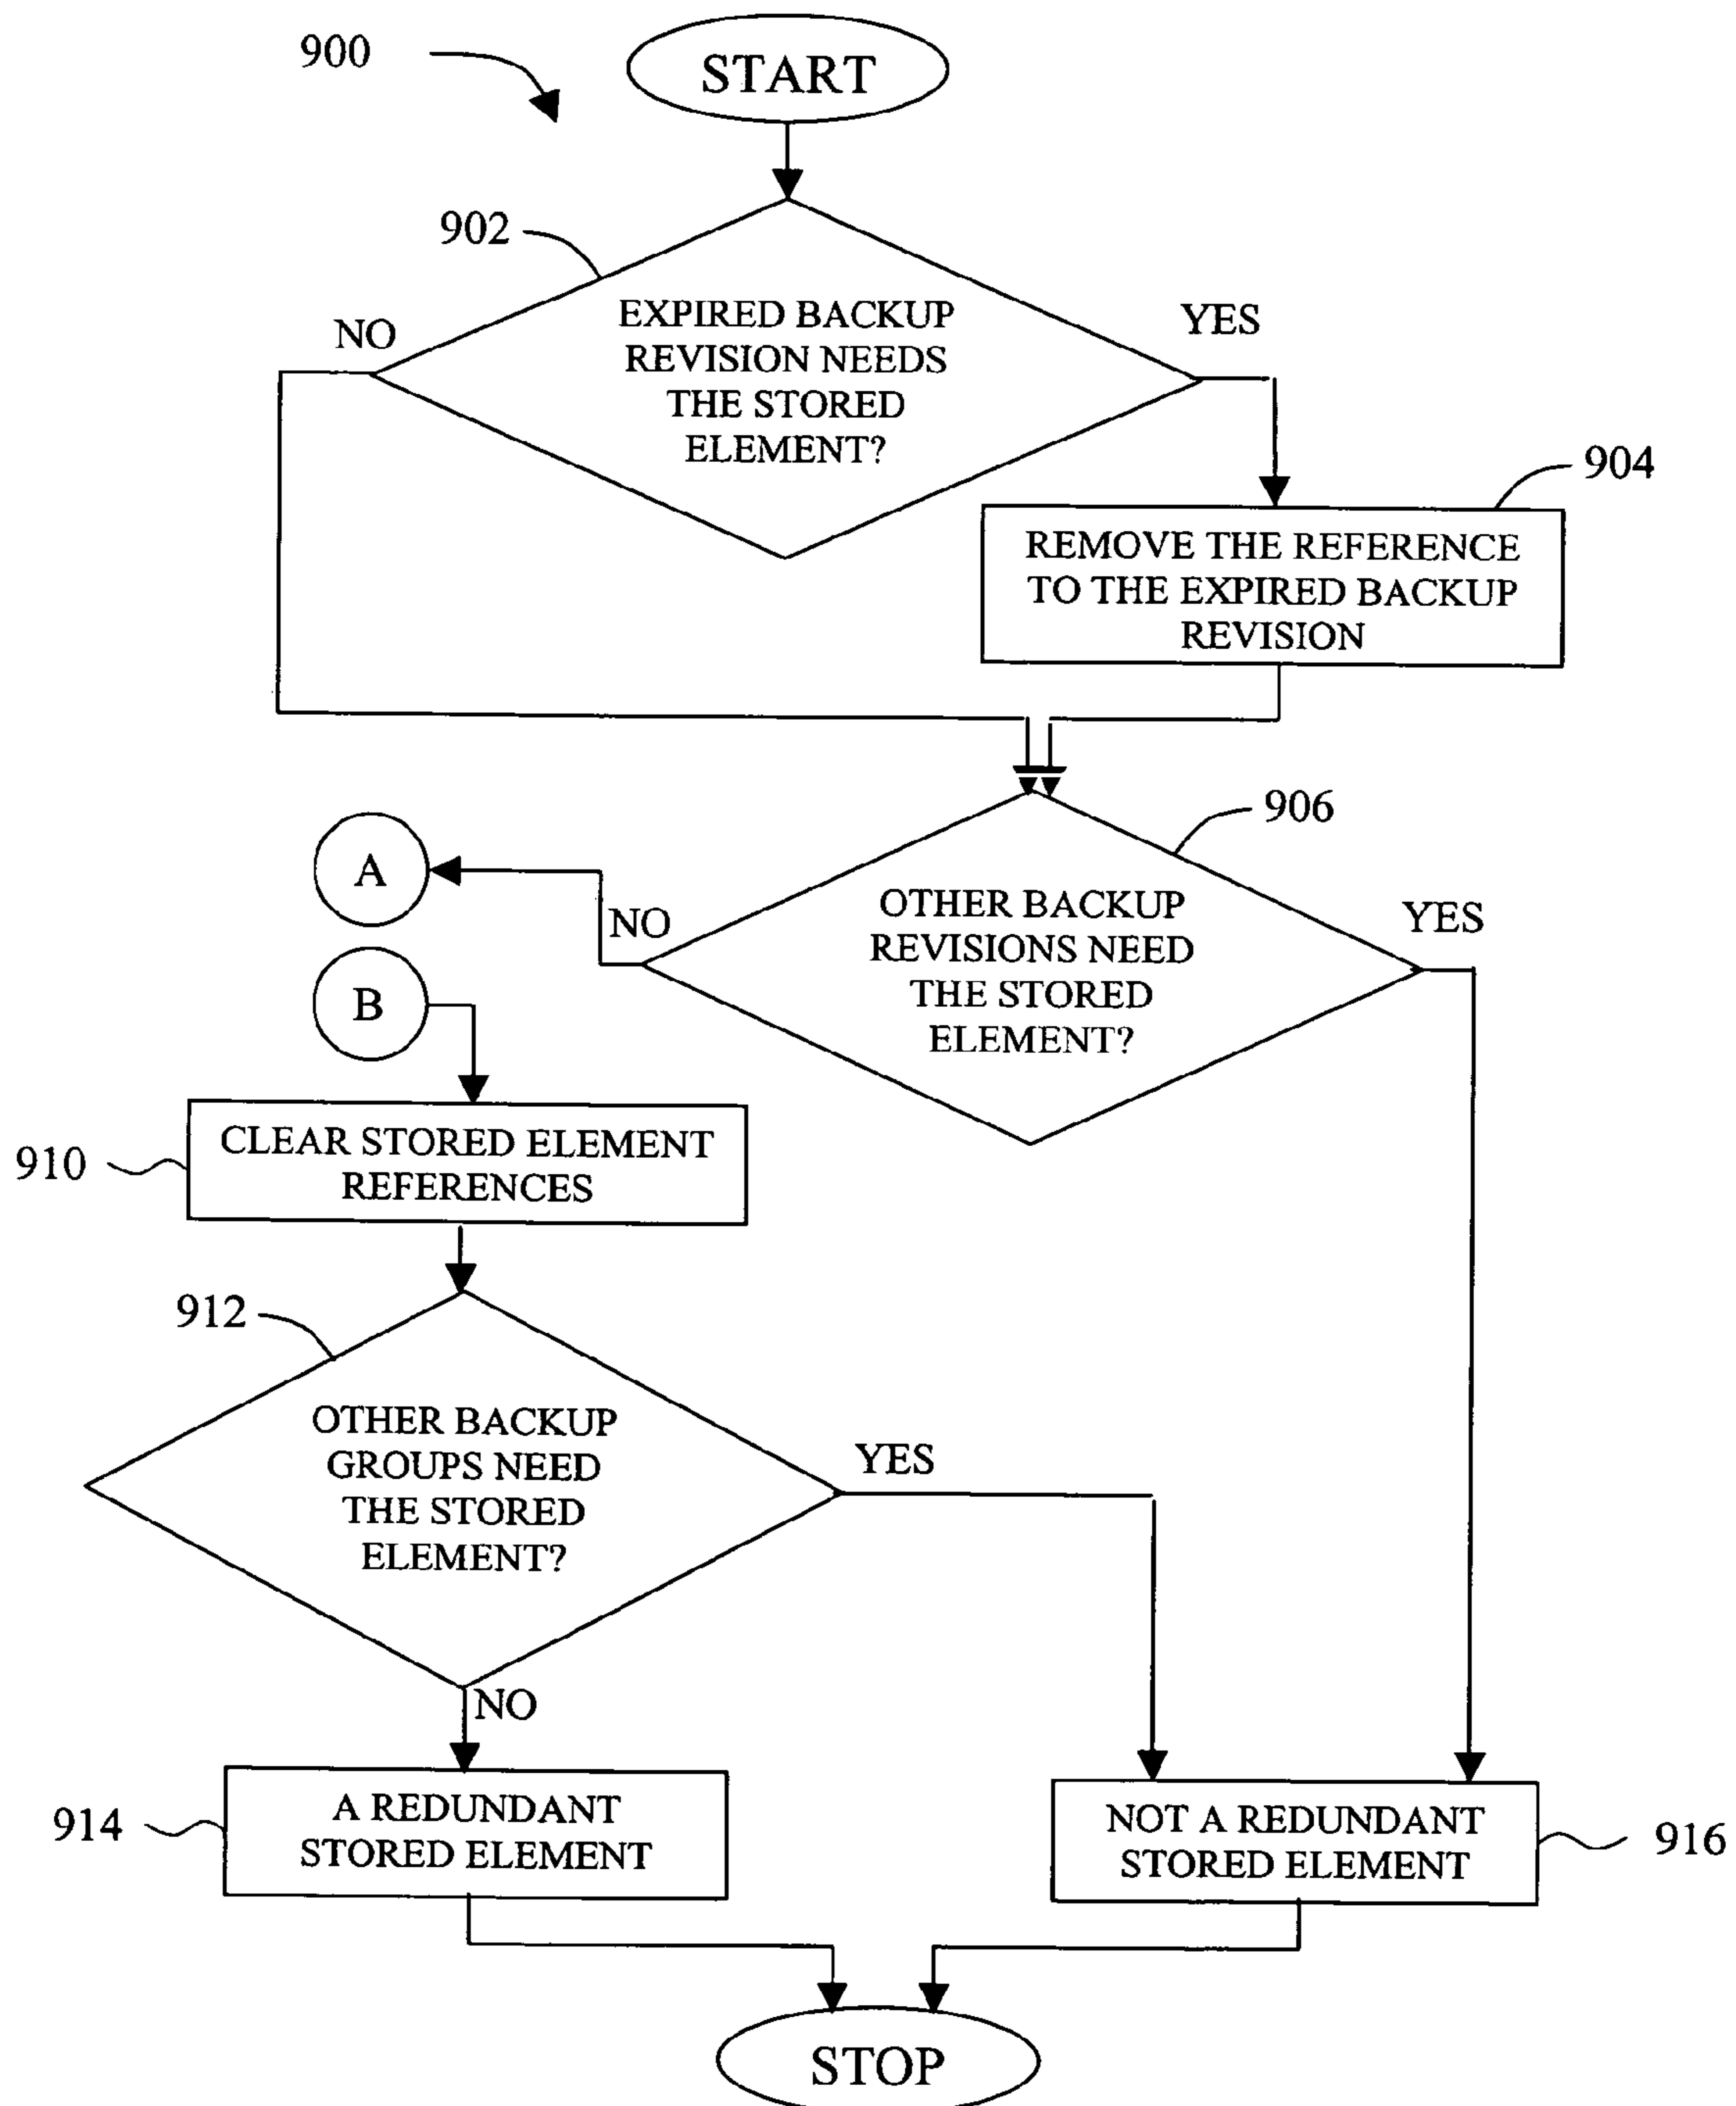 900
START
902
NO
EXPIRED BACKUP
REVISION NEEDS
THE STORED
ELEMENT?
YES
904
REMOVE THE REFERENCE
TO THE EXPIRED BACKUP
REVISION
906
A
NO
OTHER BACKUP
REVISIONS NEED
THE STORED
ELEMENT?
YES
B
910
CLEAR STORED ELEMENT
REFERENCES
912
OTHER BACKUP
GROUPS NEED
THE STORED
ELEMENT?
YES
NO
914
A REDUNDANT
STORED ELEMENT
NOT A REDUNDANT
STORED ELEMENT
916
STOP